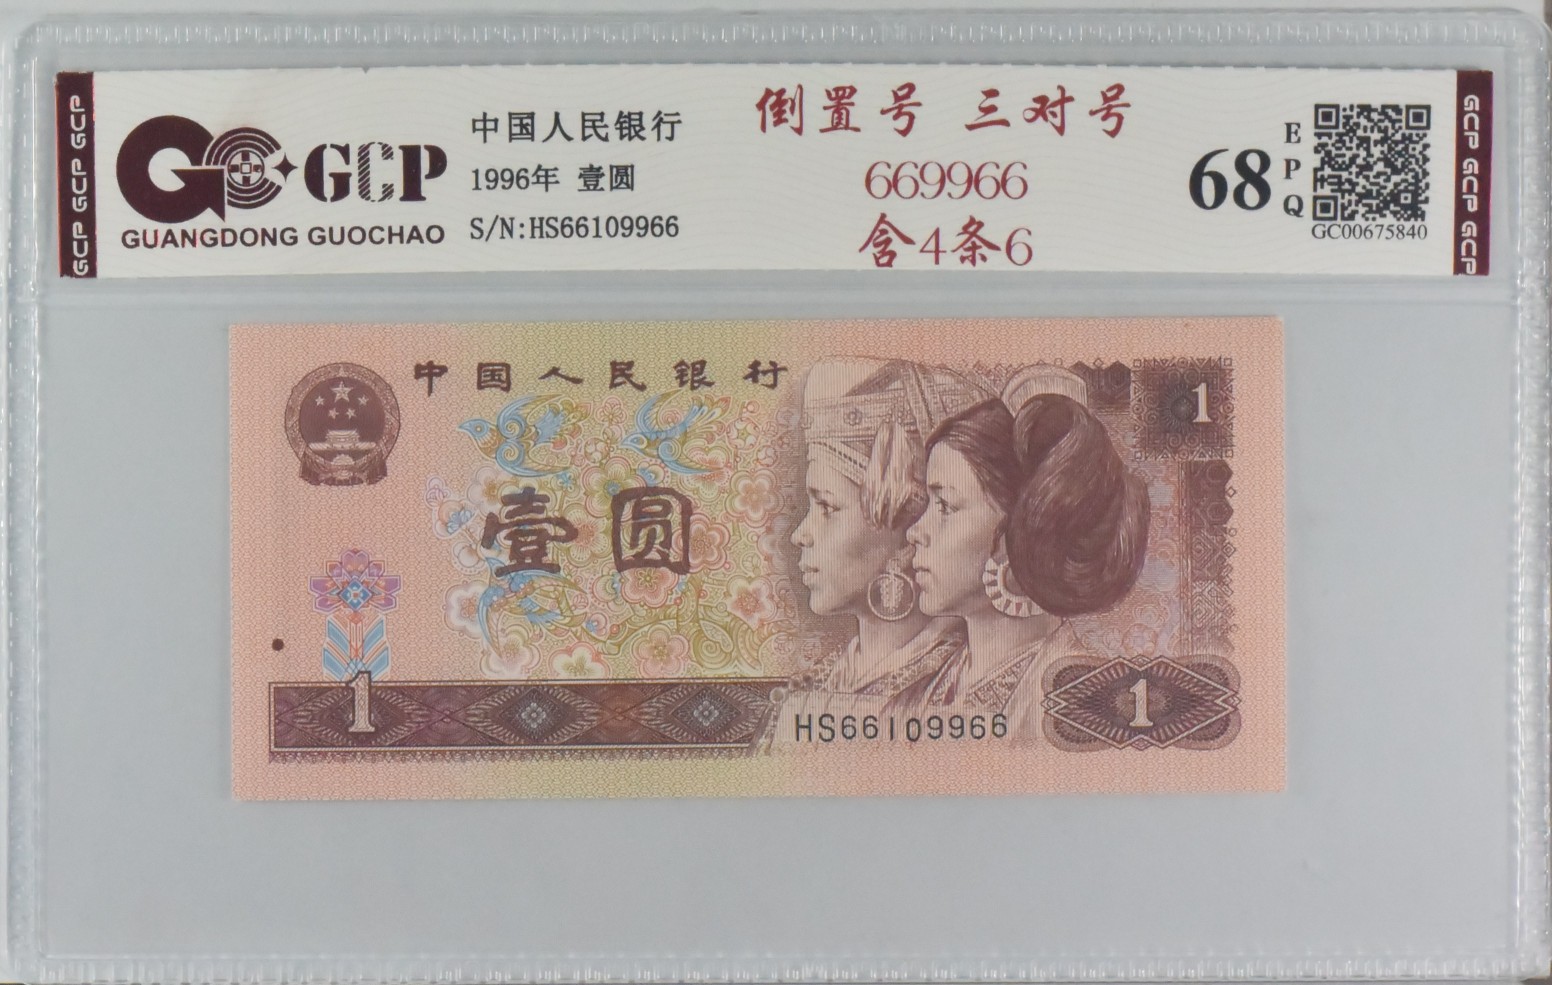 GCP GCP GCP
GCP
GUANGDONG GUOCHAO
中国人民银行
1996年 壹圆
S/N:HS66109966
倒置号 三对号
669966
含4条6
68
EPQ
GC00675840
GCP GCP GCP
中国人民银行
1
壹圆
1
HS66109966
1